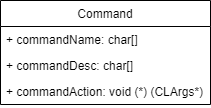 Command
+ commandName: char[]
+ commandDesc: char[]
+ commandAction: void (*) (CLArgs*)